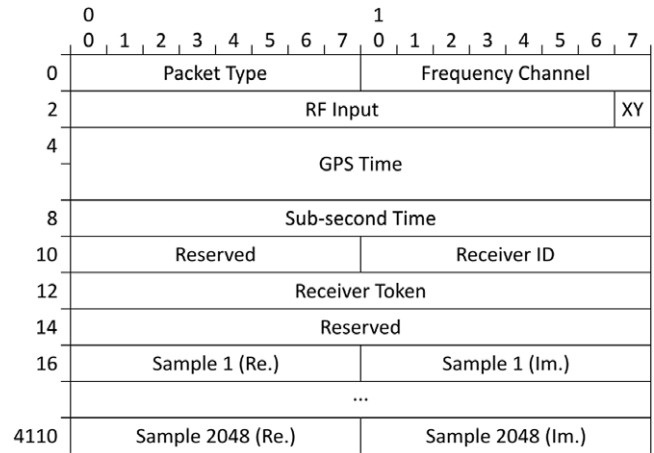 0 1
0 1 2 3 4 5 6 7 0 1 2 3 4 5 6 7
0 Packet Type Frequency Channel
2 RF Input XY
4 GPS Time
8 Sub-second Time
10 Reserved Receiver ID
12 Receiver Token
14 Reserved
16 Sample 1 (Re.) Sample 1 (Im.)
...
4110 Sample 2048 (Re.) Sample 2048 (Im.)